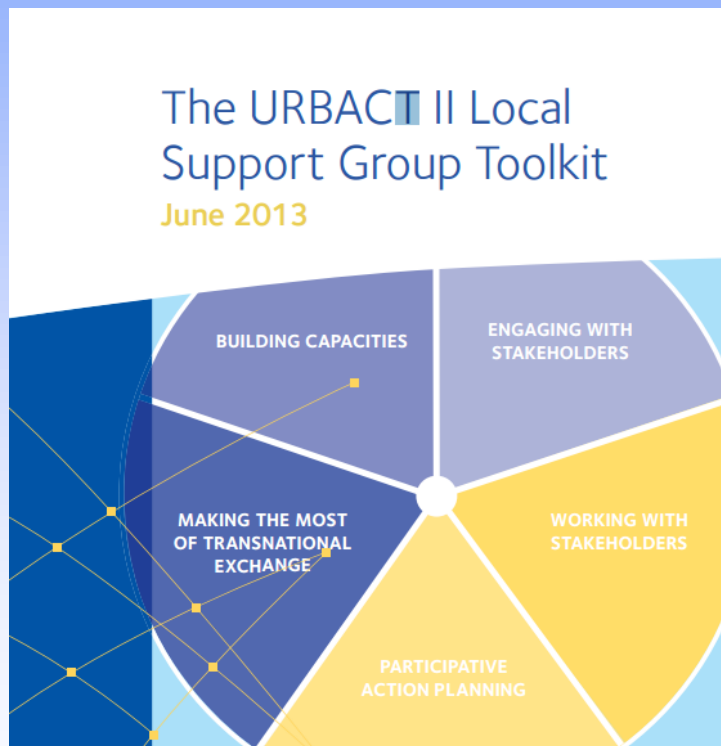 The URBACT II Local
Support Group Toolkit
June 2013
BUILDING CAPACITIES
ENGAGING WITH
STAKEHOLDERS
MAKING THE MOST
OF TRANSNATIONAL
EXCHANGE
WORKING WITH
STAKEHOLDERS
PARTICIPATIVE
ACTION PLANNING